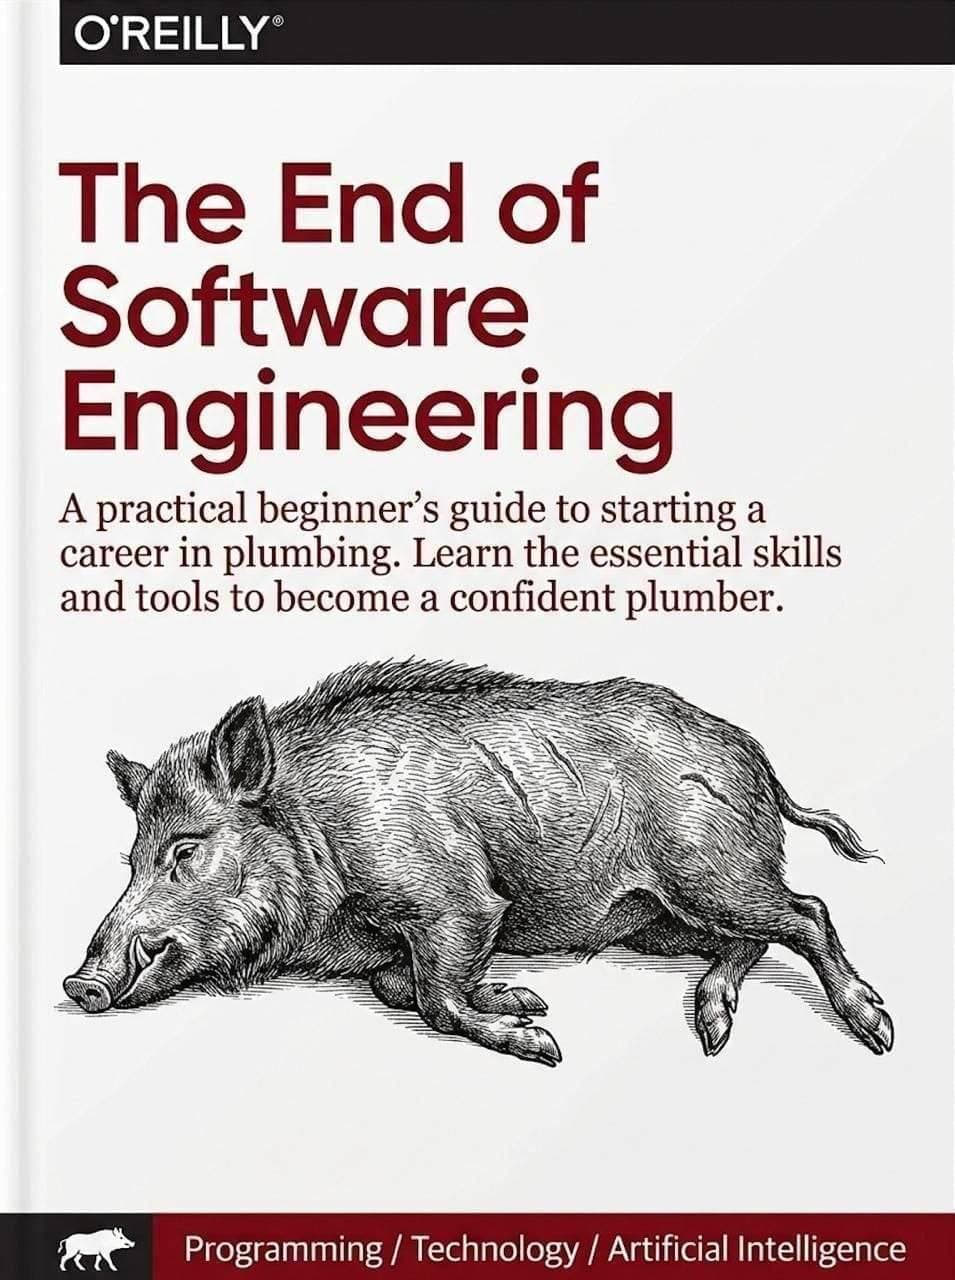 O'REILLY®
The End of
Software
Engineering
A practical beginner’s guide to starting a
career in plumbing. Learn the essential skills
and tools to become a confident plumber.
Programming / Technology / Artificial Intelligence